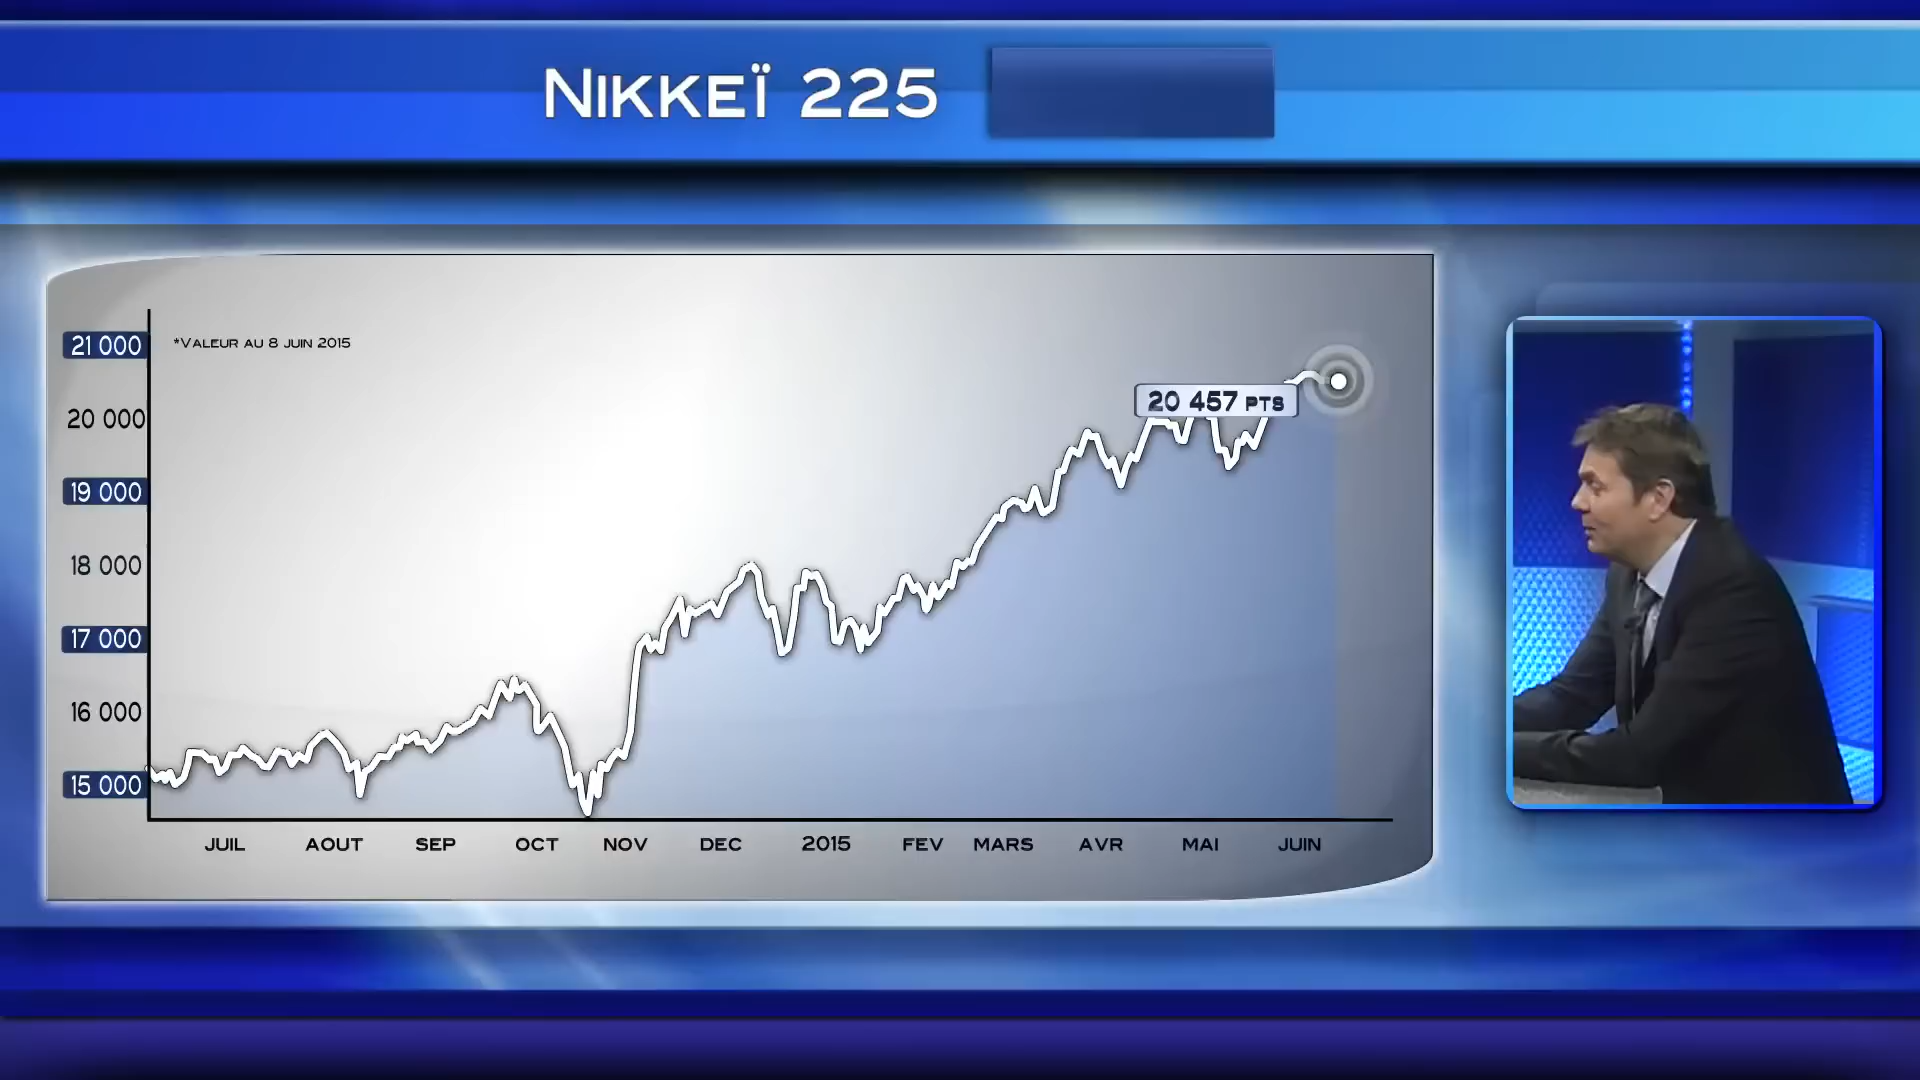 NIKKEÏ 225
21 000
*VALEUR AU 8 JUIN 2015
20 457 PTS
20 000
19 000
18 000
17 000
16 000
15 000
JUIL AOUT SEP OCT NOV DEC 2015 FEV MARS AVR MAI JUIN